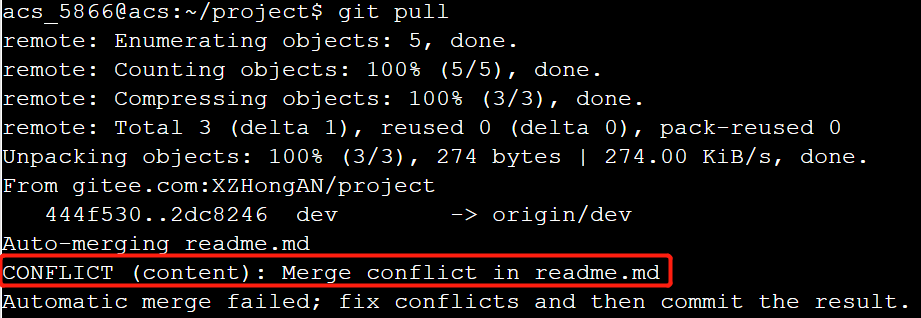 acs_5866@acs:~/project$ git pull
remote: Enumerating objects: 5, done.
remote: Counting objects: 100% (5/5), done.
remote: Compressing objects: 100% (3/3), done.
remote: Total 3 (delta 1), reused 0 (delta 0), pack-reused 0
Unpacking objects: 100% (3/3), 274 bytes | 274.00 KiB/s, done.
From gitee.com:XZHongAN/project
   444f530..2dc8246  dev        -> origin/dev
Auto-merging readme.md
CONFLICT (content): Merge conflict in readme.md
Automatic merge failed; fix conflicts and then commit the result.